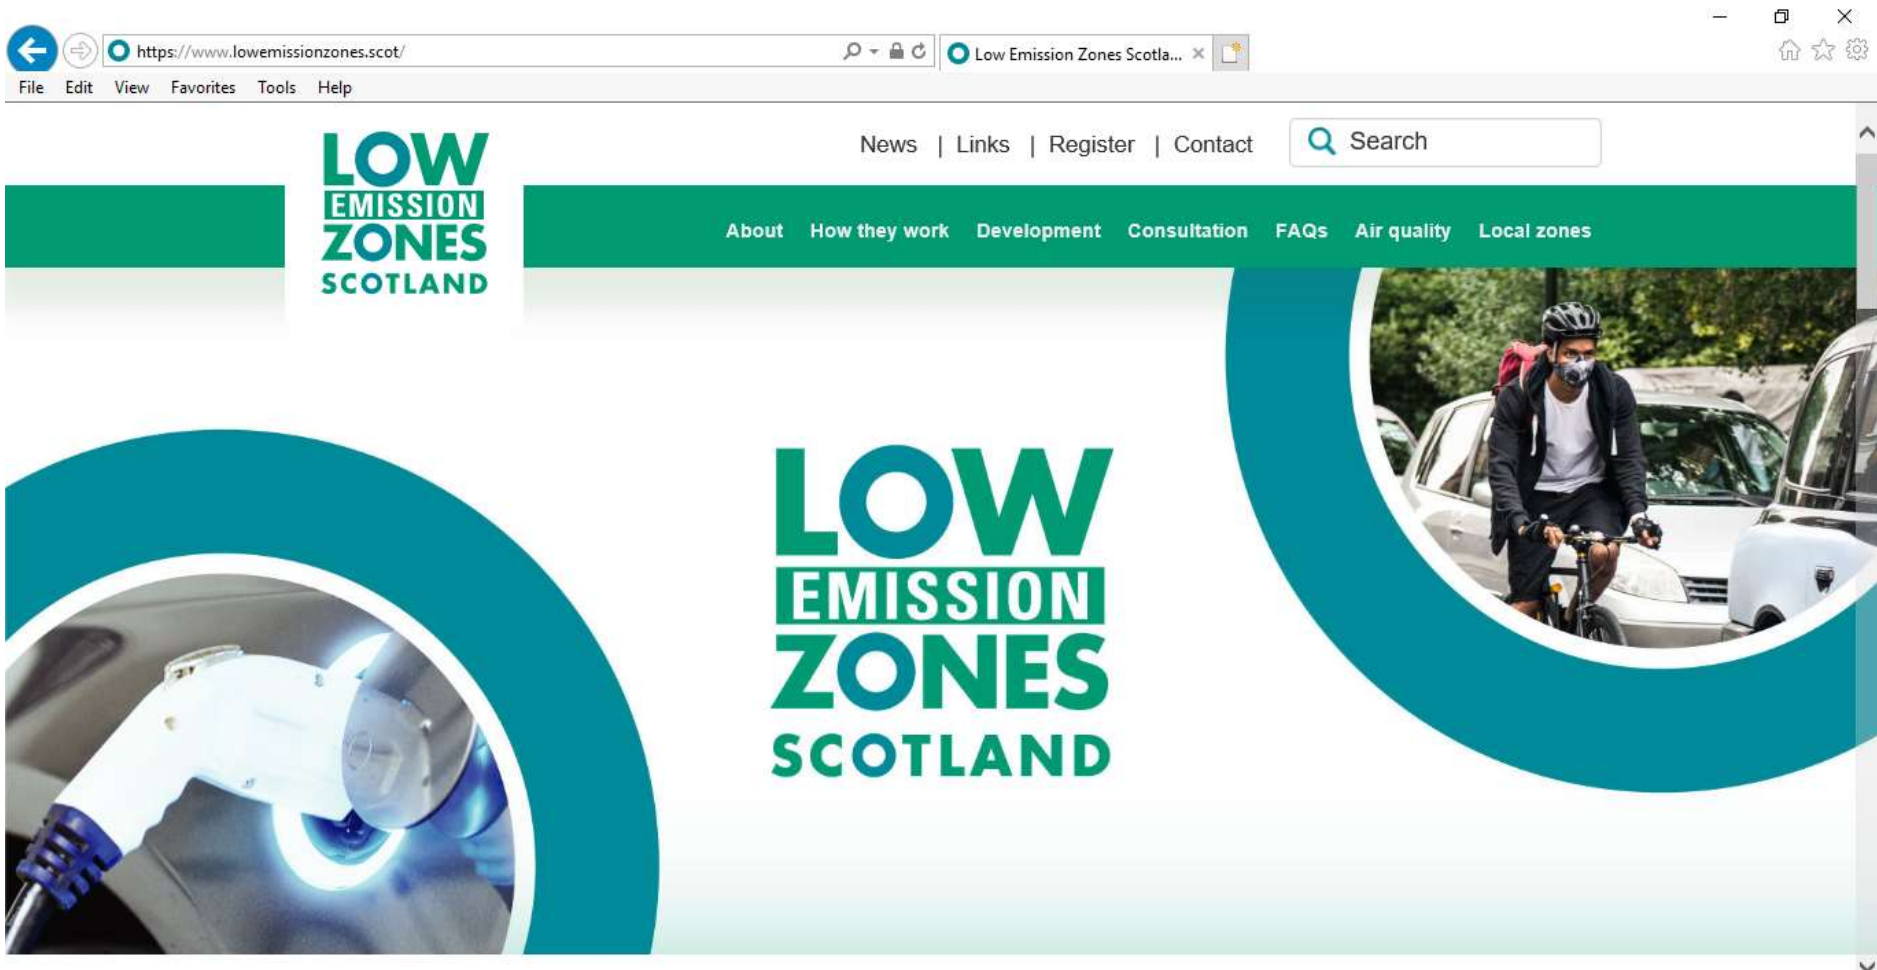 https://www.lowemissionzones.scot/
Low Emission Zones Scotla...
File Edit View Favorites Tools Help
LOW
EMISSION
ZONES
SCOTLAND
News | Links | Register | Contact
Search
About How they work Development Consultation FAQs Air quality Local zones
LOW
EMISSION
ZONES
SCOTLAND